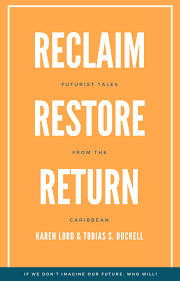 RECLAIM
FUTURIST TALES
RESTORE
FROM THE
RETURN
CARIBBEAN
KAREN LORD & TOBIAS S. BUCKELL
IF WE DON'T IMAGINE OUR FUTURE, WHO WILL?